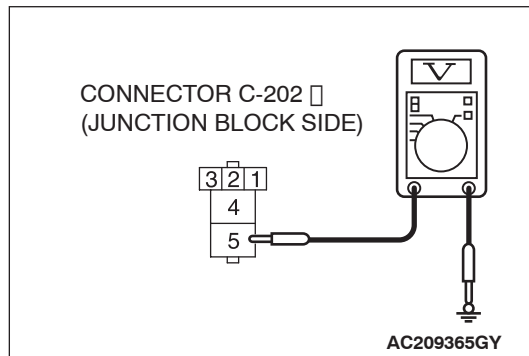 CONNECTOR C-202
(JUNCTION BLOCK SIDE)
V
3 2 1
4
5
AC209365GY